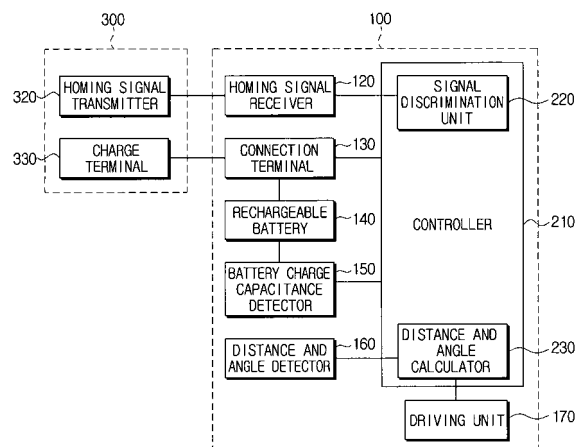 300
100
320
HOMING SIGNAL
TRANSMITTER
HOMING SIGNAL
RECEIVER
120
SIGNAL
DISCRIMINATION
UNIT
220
330
CHARGE
TERMINAL
CONNECTION
TERMINAL
130
RECHARGEABLE
BATTERY
140
CONTROLLER
210
BATTERY CHARGE
CAPACITANCE
DETECTOR
150
DISTANCE AND
ANGLE DETECTOR
160
DISTANCE AND
ANGLE
CALCULATOR
230
DRIVING UNIT
170